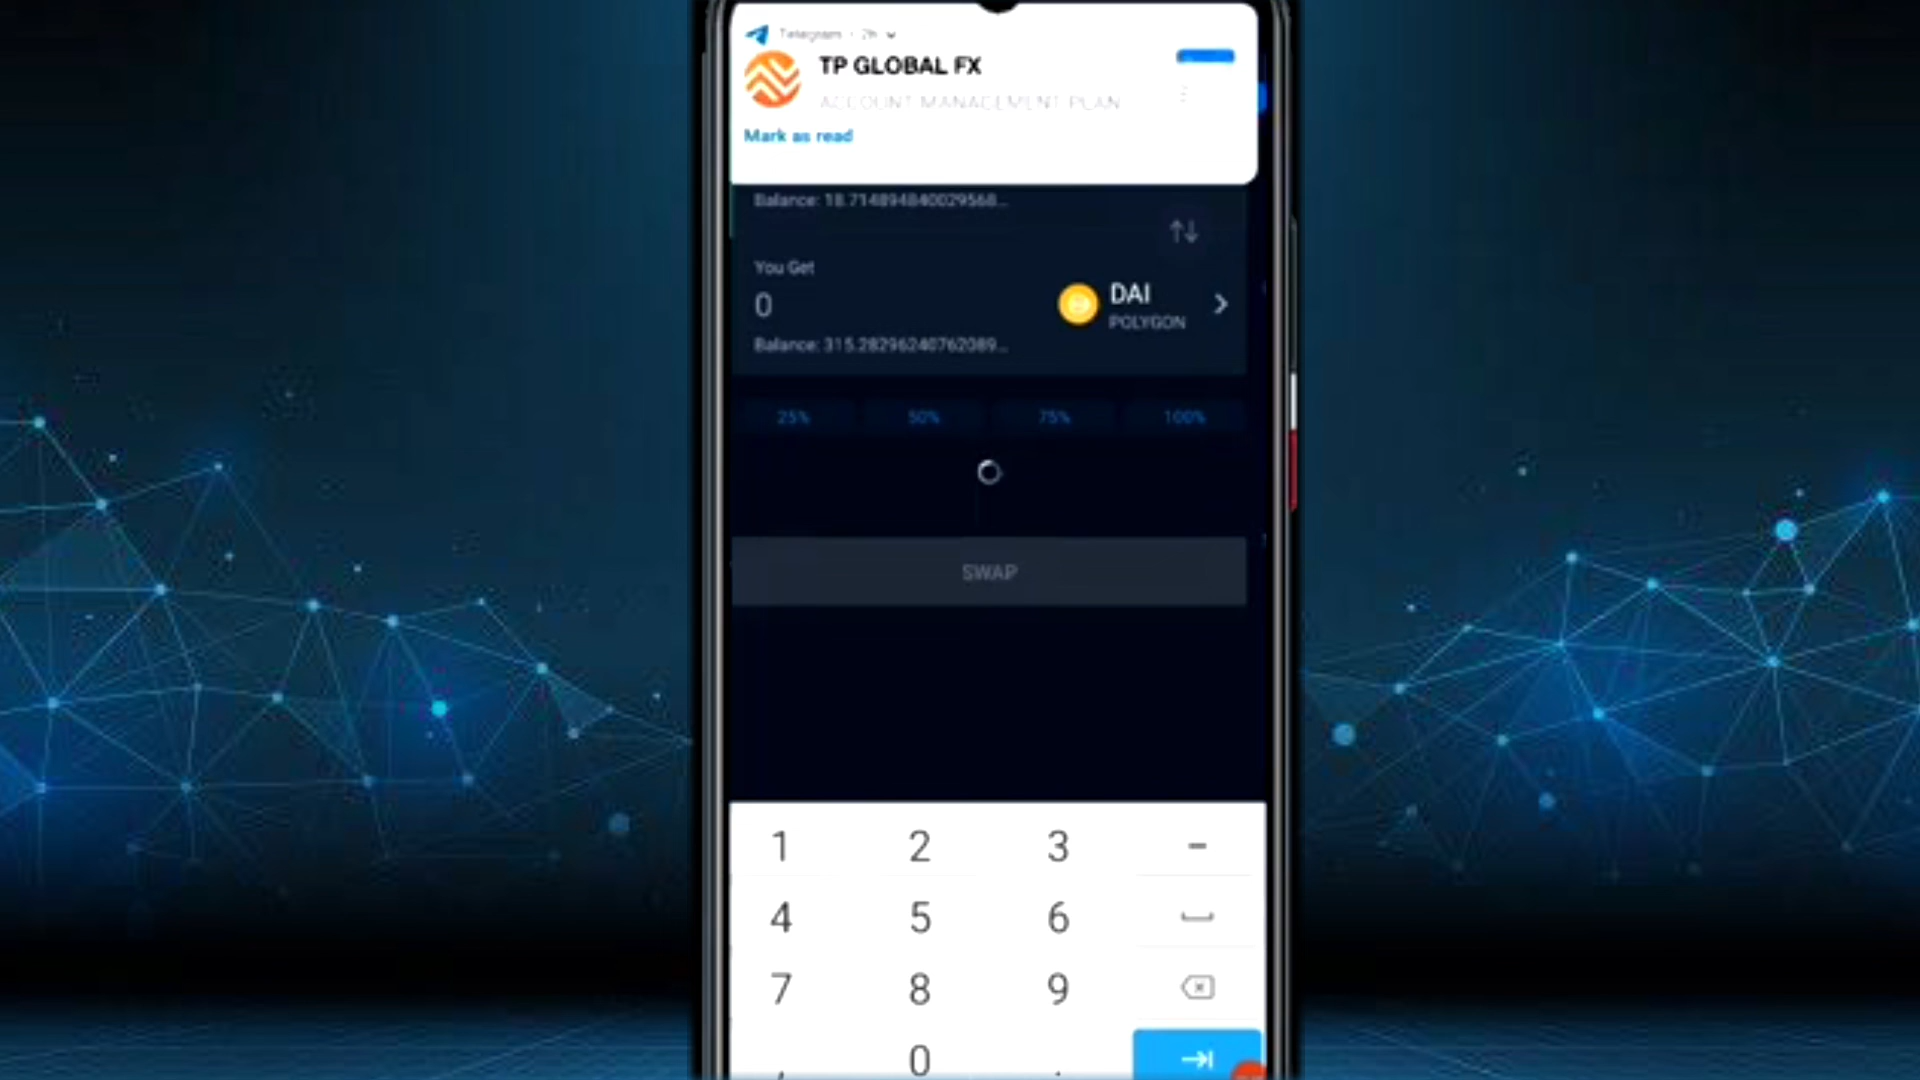 Telegram · 2h
TP GLOBAL FX
ACCOUNT MANAGEMENT PLAN
Mark as read
Balance: 18.714894840029568...
You Get
0
DAI
POLYGON
Balance: 315.28296240762089...
25% 50% 75% 100%
SWAP
1 2 3 -
4 5 6
7 8 9
0 .